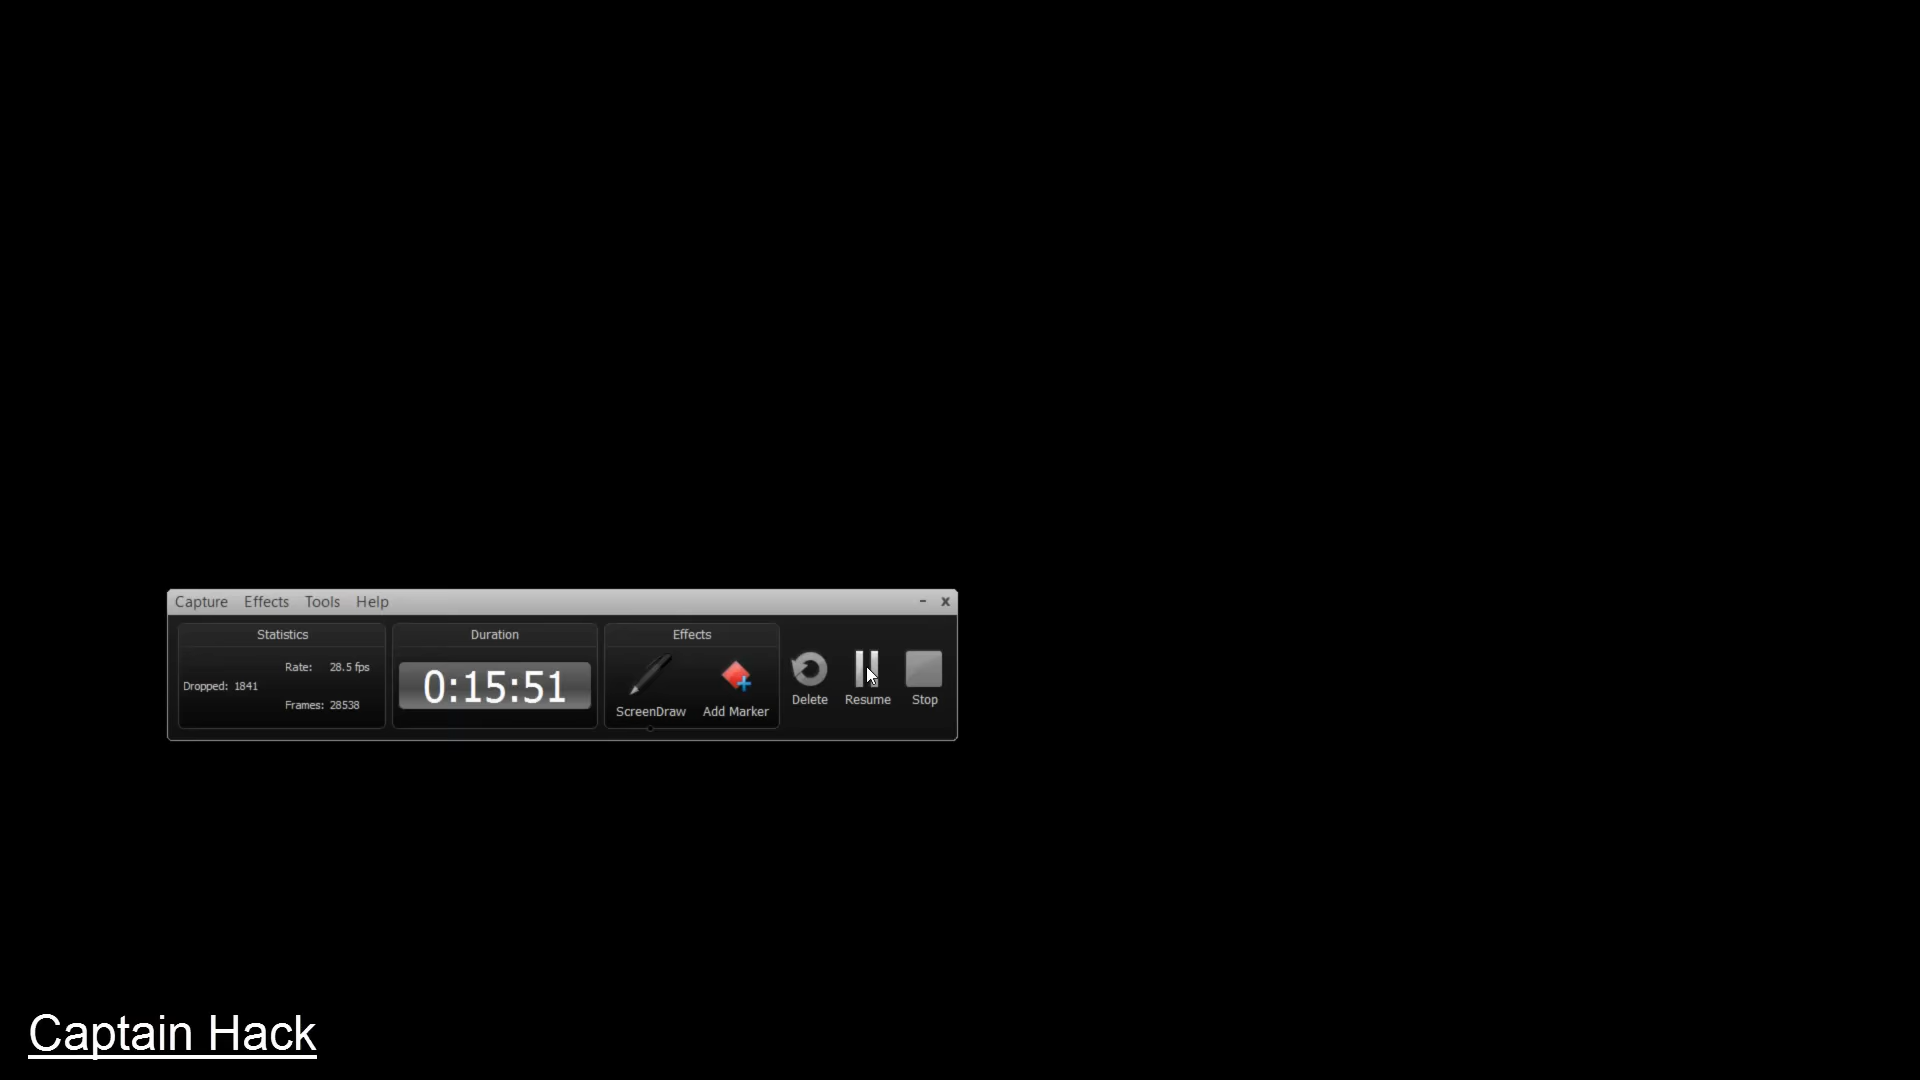 Capture Effects Tools Help - x
Statistics
Duration
Effects
Rate: 28.5 fps
Dropped: 1841
Frames: 28538
0:15:51
ScreenDraw
Add Marker
Delete
Resume
Stop
Captain Hack